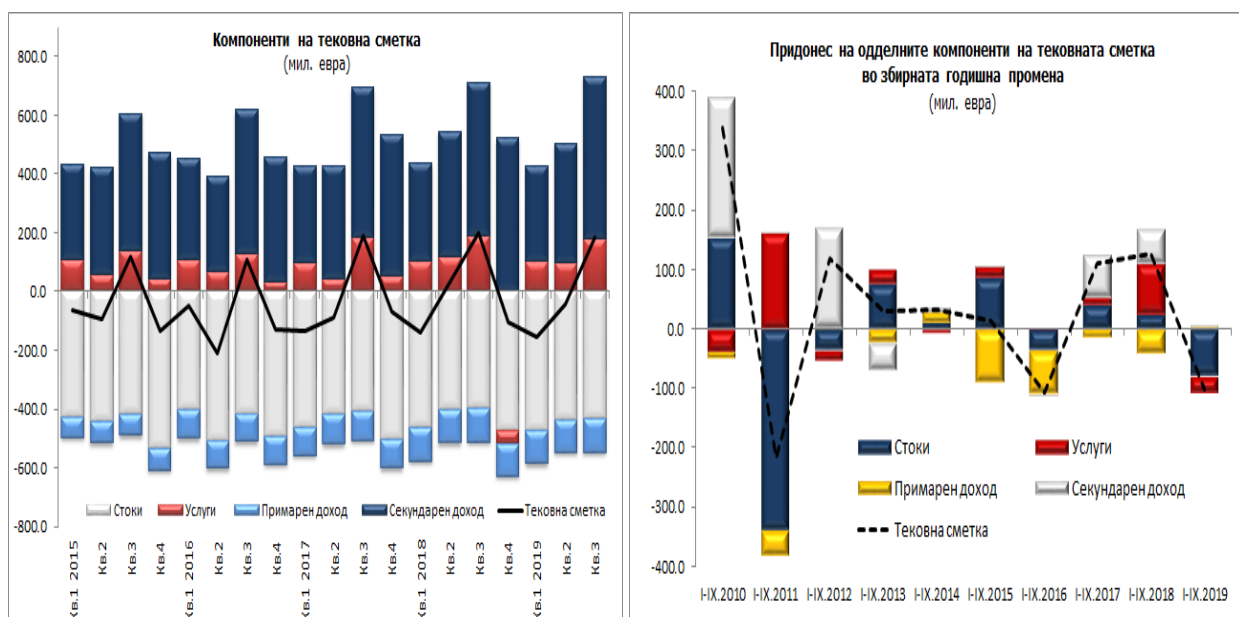 Компоненти на тековна сметка
(мил. евра)
800.0
600.0
400.0
200.0
0.0
-200.0
-400.0
-600.0
-800.0
Стоки Услуги Примарен доход Секундарен доход Тековна сметка
Кв.1 2015
Кв.2
Кв.3
Кв.4
Кв.1 2016
Кв.2
Кв.3
Кв.4
Кв.1 2017
Кв.2
Кв.3
Кв.4
Кв.1 2018
Кв.2
Кв.3
Кв.4
Кв.1 2019
Кв.2
Кв.3
Придонес на одделните компоненти на тековната сметка
во збирната годишна промена
(мил. евра)
400.0
300.0
200.0
100.0
0.0
-100.0
-200.0
-300.0
-400.0
Стоки Услуги
Примарен доход Секундарен доход
Тековна сметка
I-IX.2010 I-IX.2011 I-IX.2012 I-IX.2013 I-IX.2014 I-IX.2015 I-IX.2016 I-IX.2017 I-IX.2018 I-IX.2019